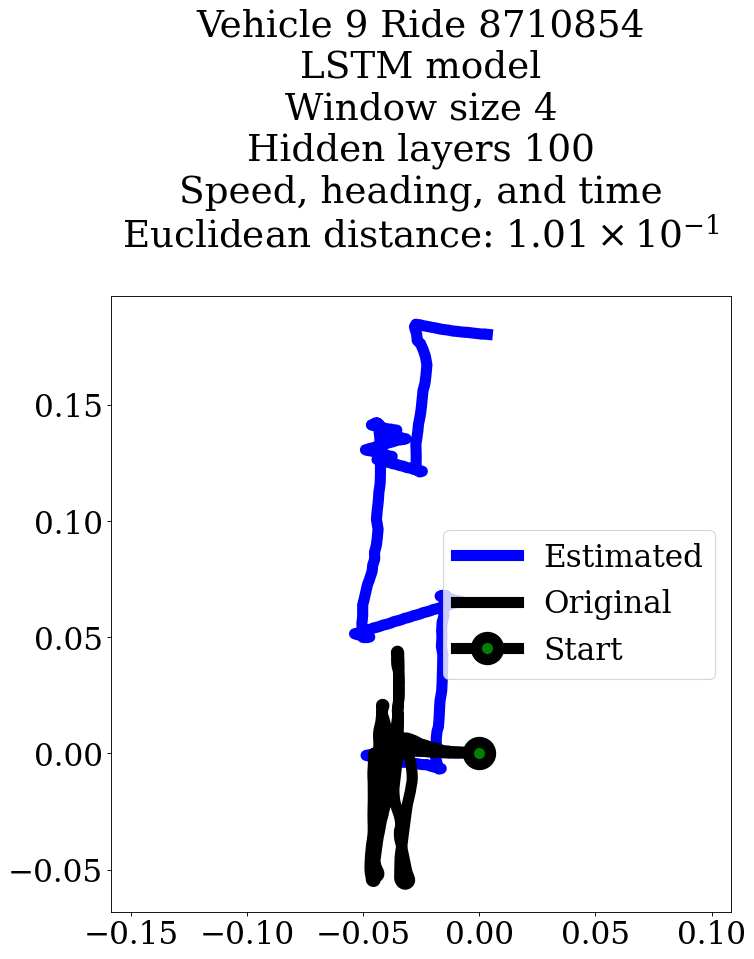 Vehicle 9 Ride 8710854
LSTM model
Window size 4
Hidden layers 100
Speed, heading, and time
Euclidean distance: 1.01 × 10⁻¹
0.15
0.10
0.05
0.00
−0.05
Estimated
Original
Start
−0.15 −0.10 −0.05 0.00 0.05 0.10